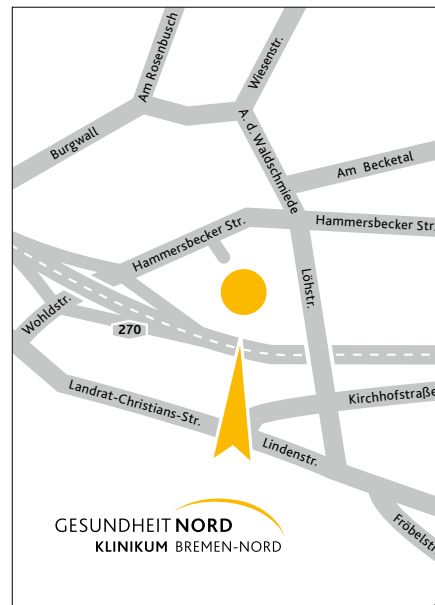 Am Rosenbusch
Wiesenstr.
Burgwall
A. d. Waldschmiede
Am Becketal
Hammersbecker Str.
Hammersbecker Str.
Löhstr.
Wohldstr.
270
Landrat-Christians-Str.
Kirchhofstraße
Lindenstr.
Fröbelstr
GESUNDHEIT NORD
KLINIKUM BREMEN-NORD